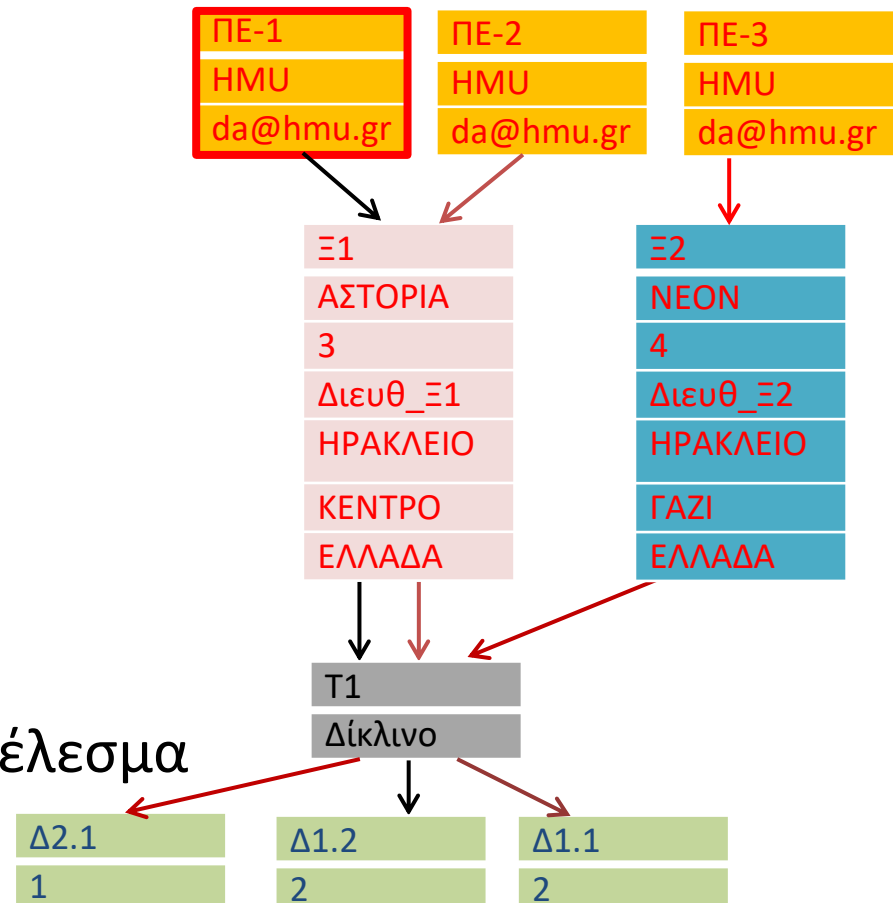 ΠΕ-1
HMU
da@hmu.gr
ΠΕ-2
HMU
da@hmu.gr
ΠΕ-3
HMU
da@hmu.gr
Ξ1
ΑΣΤΟΡΙΑ
3
Διευθ_Ξ1
ΗΡΑΚΛΕΙΟ
ΚΕΝΤΡΟ
ΕΛΛΑΔΑ
Ξ2
ΝΕΟΝ
4
Διευθ_Ξ2
ΗΡΑΚΛΕΙΟ
ΓΑΖΙ
ΕΛΛΑΔΑ
Τ1
Δίκλινο
έλεσμα
Δ2.1
1
Δ1.2
2
Δ1.1
2